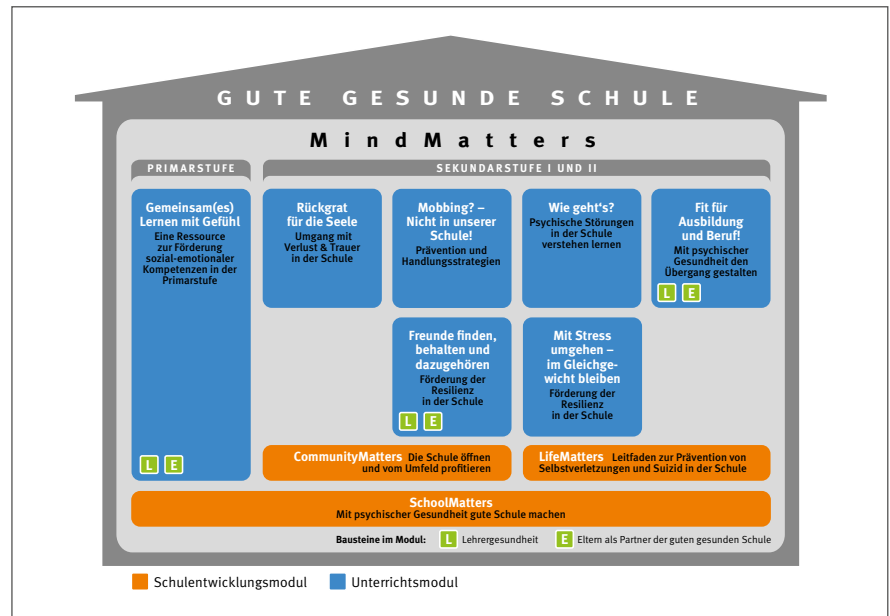 GUTE GESUNDE SCHULE
MindMatters
PRIMARSTUFE
SEKUNDARSTUFE I UND II
Gemeinsam(es)
Lernen mit Gefühl
Eine Ressource
zur Förderung
sozial-emotionaler
Kompetenzen in der
Primarstufe
L E
Rückgrat
für die Seele
Umgang mit
Verlust & Trauer
in der Schule
Mobbing? –
Nicht in unserer
Schule!
Prävention und
Handlungsstrategien
Wie geht's?
Psychische Störungen
in der Schule
verstehen lernen
Fit für
Ausbildung
und Beruf!
Mit psychischer
Gesundheit den
Übergang gestalten
L E
Freunde finden,
behalten und
dazugehören
Förderung der
Resilienz
in der Schule
L E
Mit Stress
umgehen –
im Gleichge-
wicht bleiben
Förderung der
Resilienz
in der Schule
CommunityMatters Die Schule öffnen
und vom Umfeld profitieren
LifeMatters Leitfaden zur Prävention von
Selbstverletzungen und Suizid in der Schule
SchoolMatters
Mit psychischer Gesundheit gute Schule machen
Bausteine im Modul: L Lehrergesundheit E Eltern als Partner der guten gesunden Schule
Schulentwicklungsmodul Unterrichtsmodul